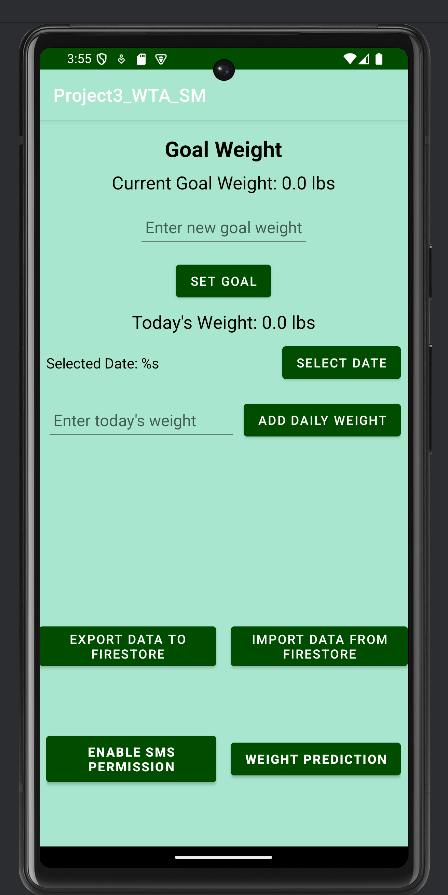 3:55
Project3_WTA_SM
Goal Weight
Current Goal Weight: 0.0 lbs
Enter new goal weight
SET GOAL
Today's Weight: 0.0 lbs
Selected Date: %s
SELECT DATE
Enter today's weight
ADD DAILY WEIGHT
EXPORT DATA TO
FIRESTORE
IMPORT DATA FROM
FIRESTORE
ENABLE SMS
PERMISSION
WEIGHT PREDICTION